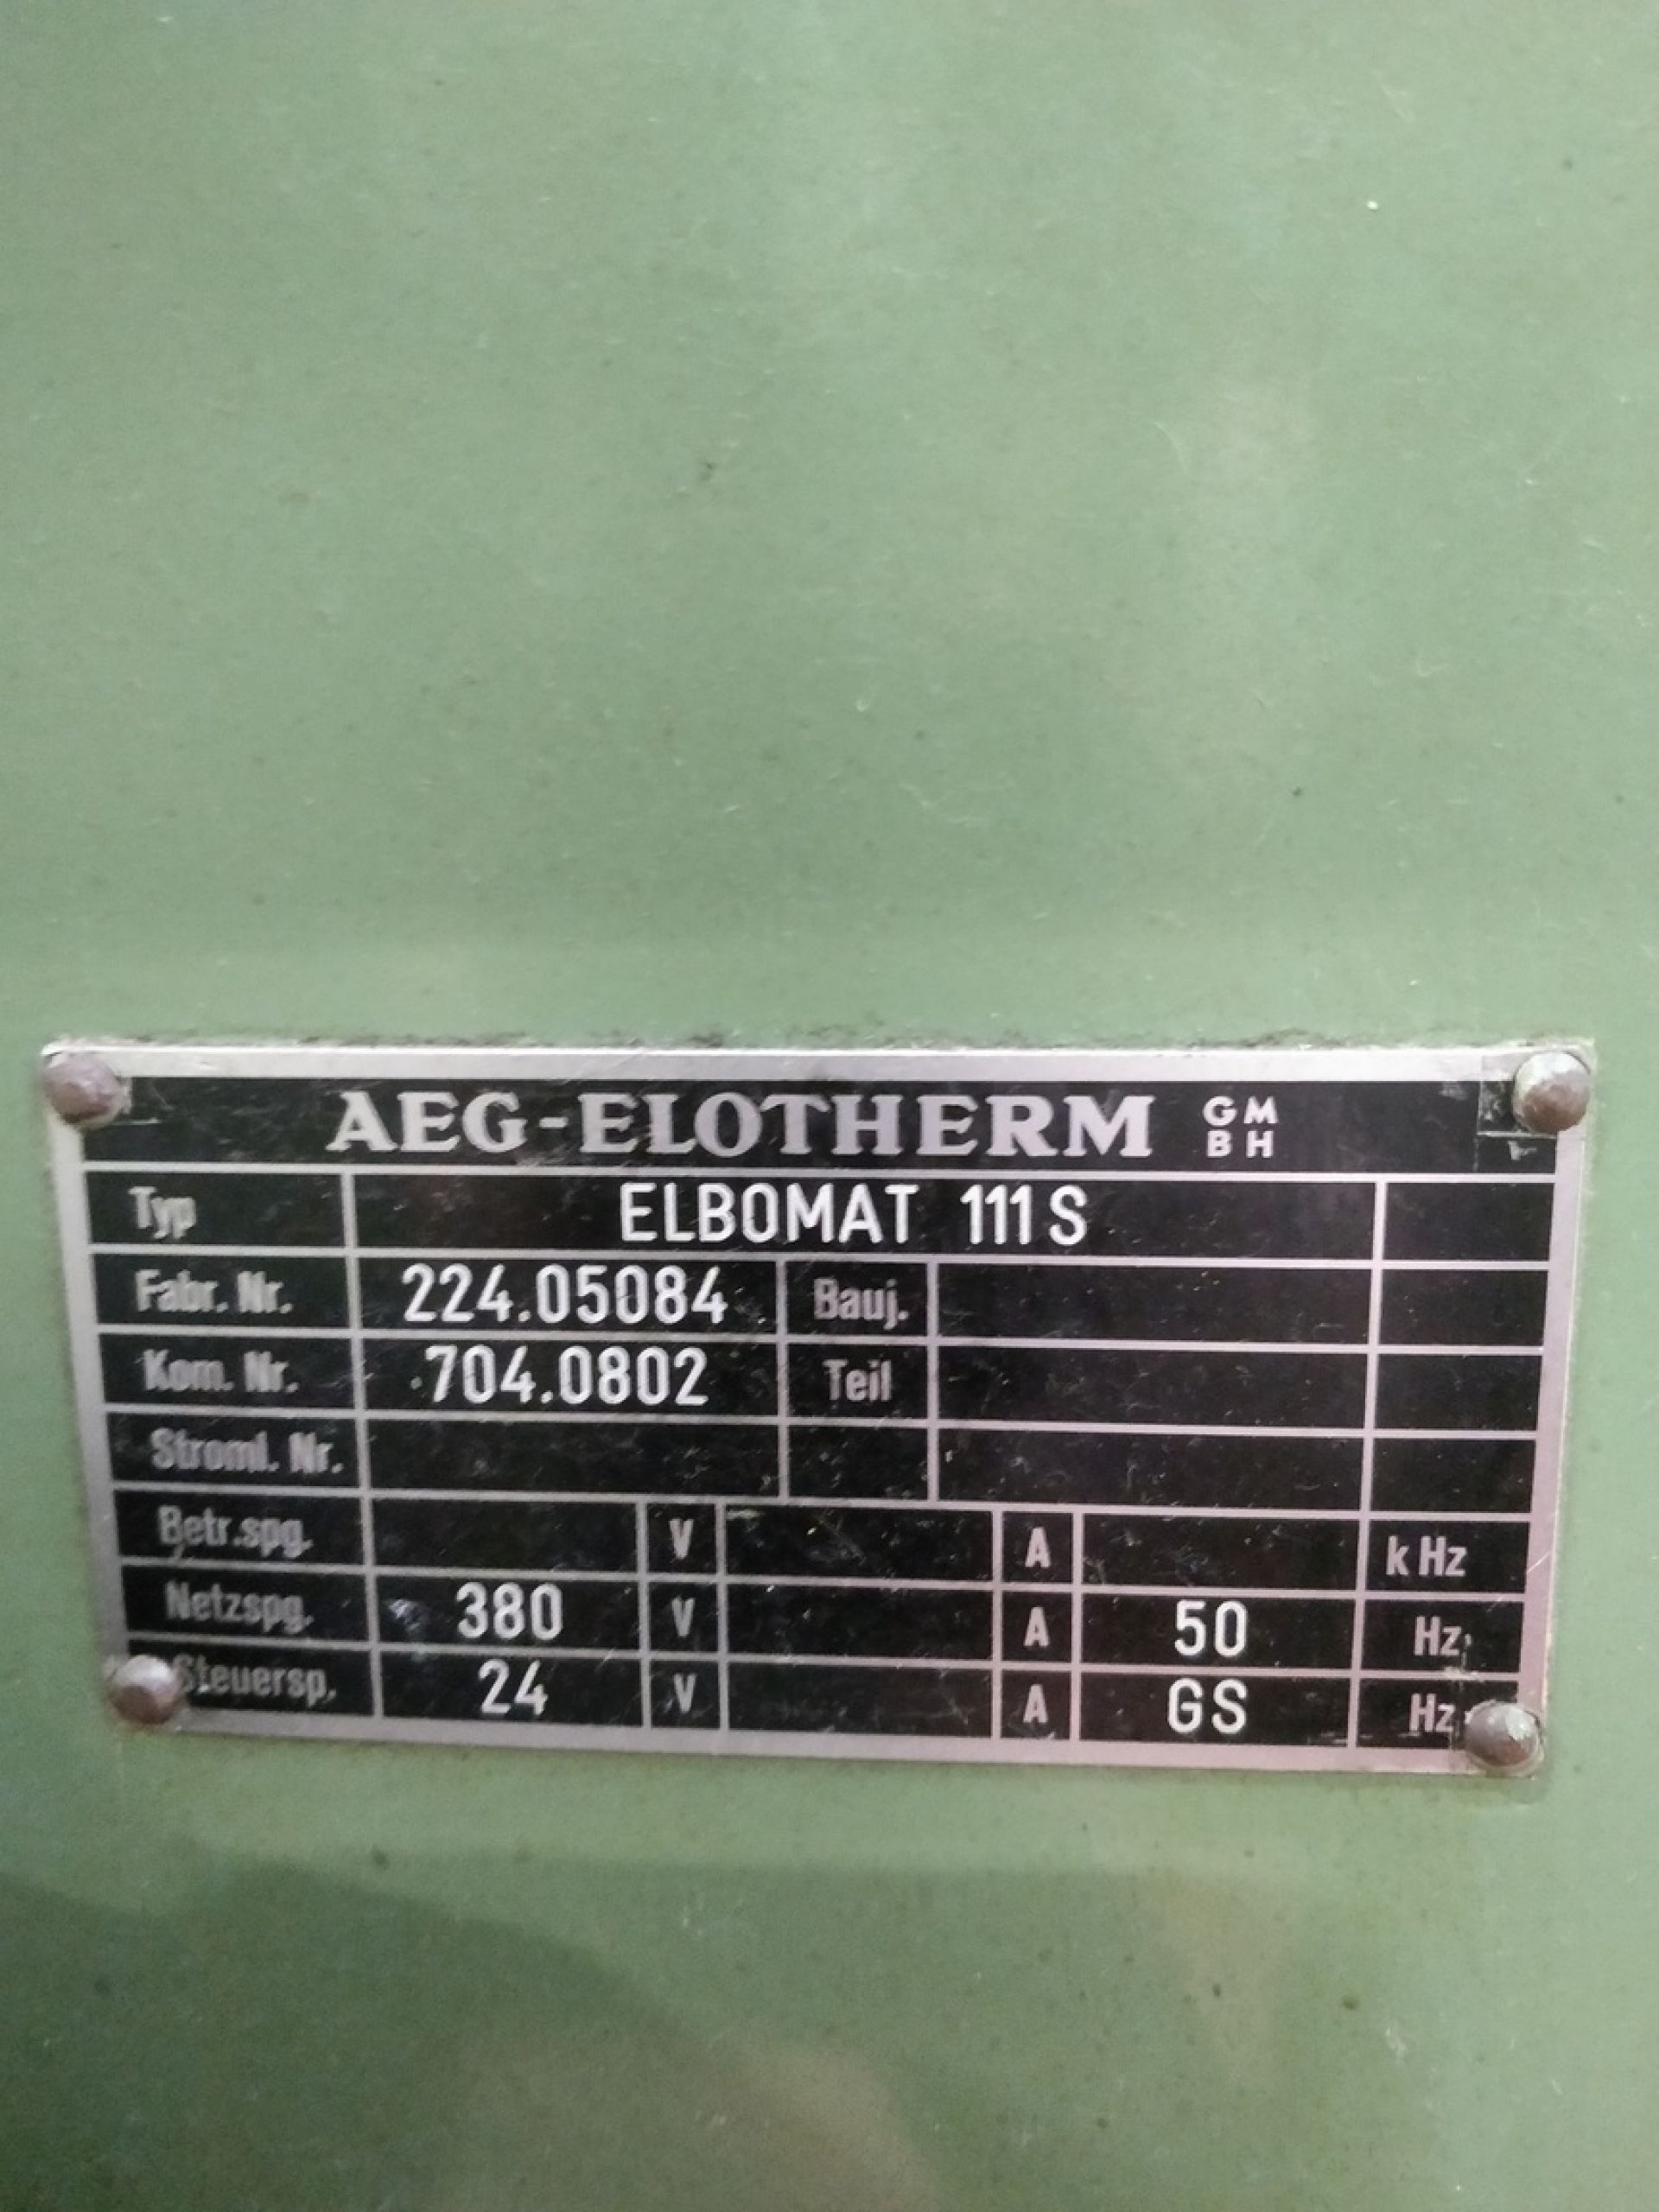 AEG-ELOTHERM GMBH
Typ ELBOMAT 111 S
Fabr. Nr. 224.05084 Bauj.
Kom. Nr. 704.0802 Teil
Stroml. Nr.
Betr.spg. V A k Hz
Netzspg. 380 V A 50 Hz
Steuersp. 24 V A GS Hz